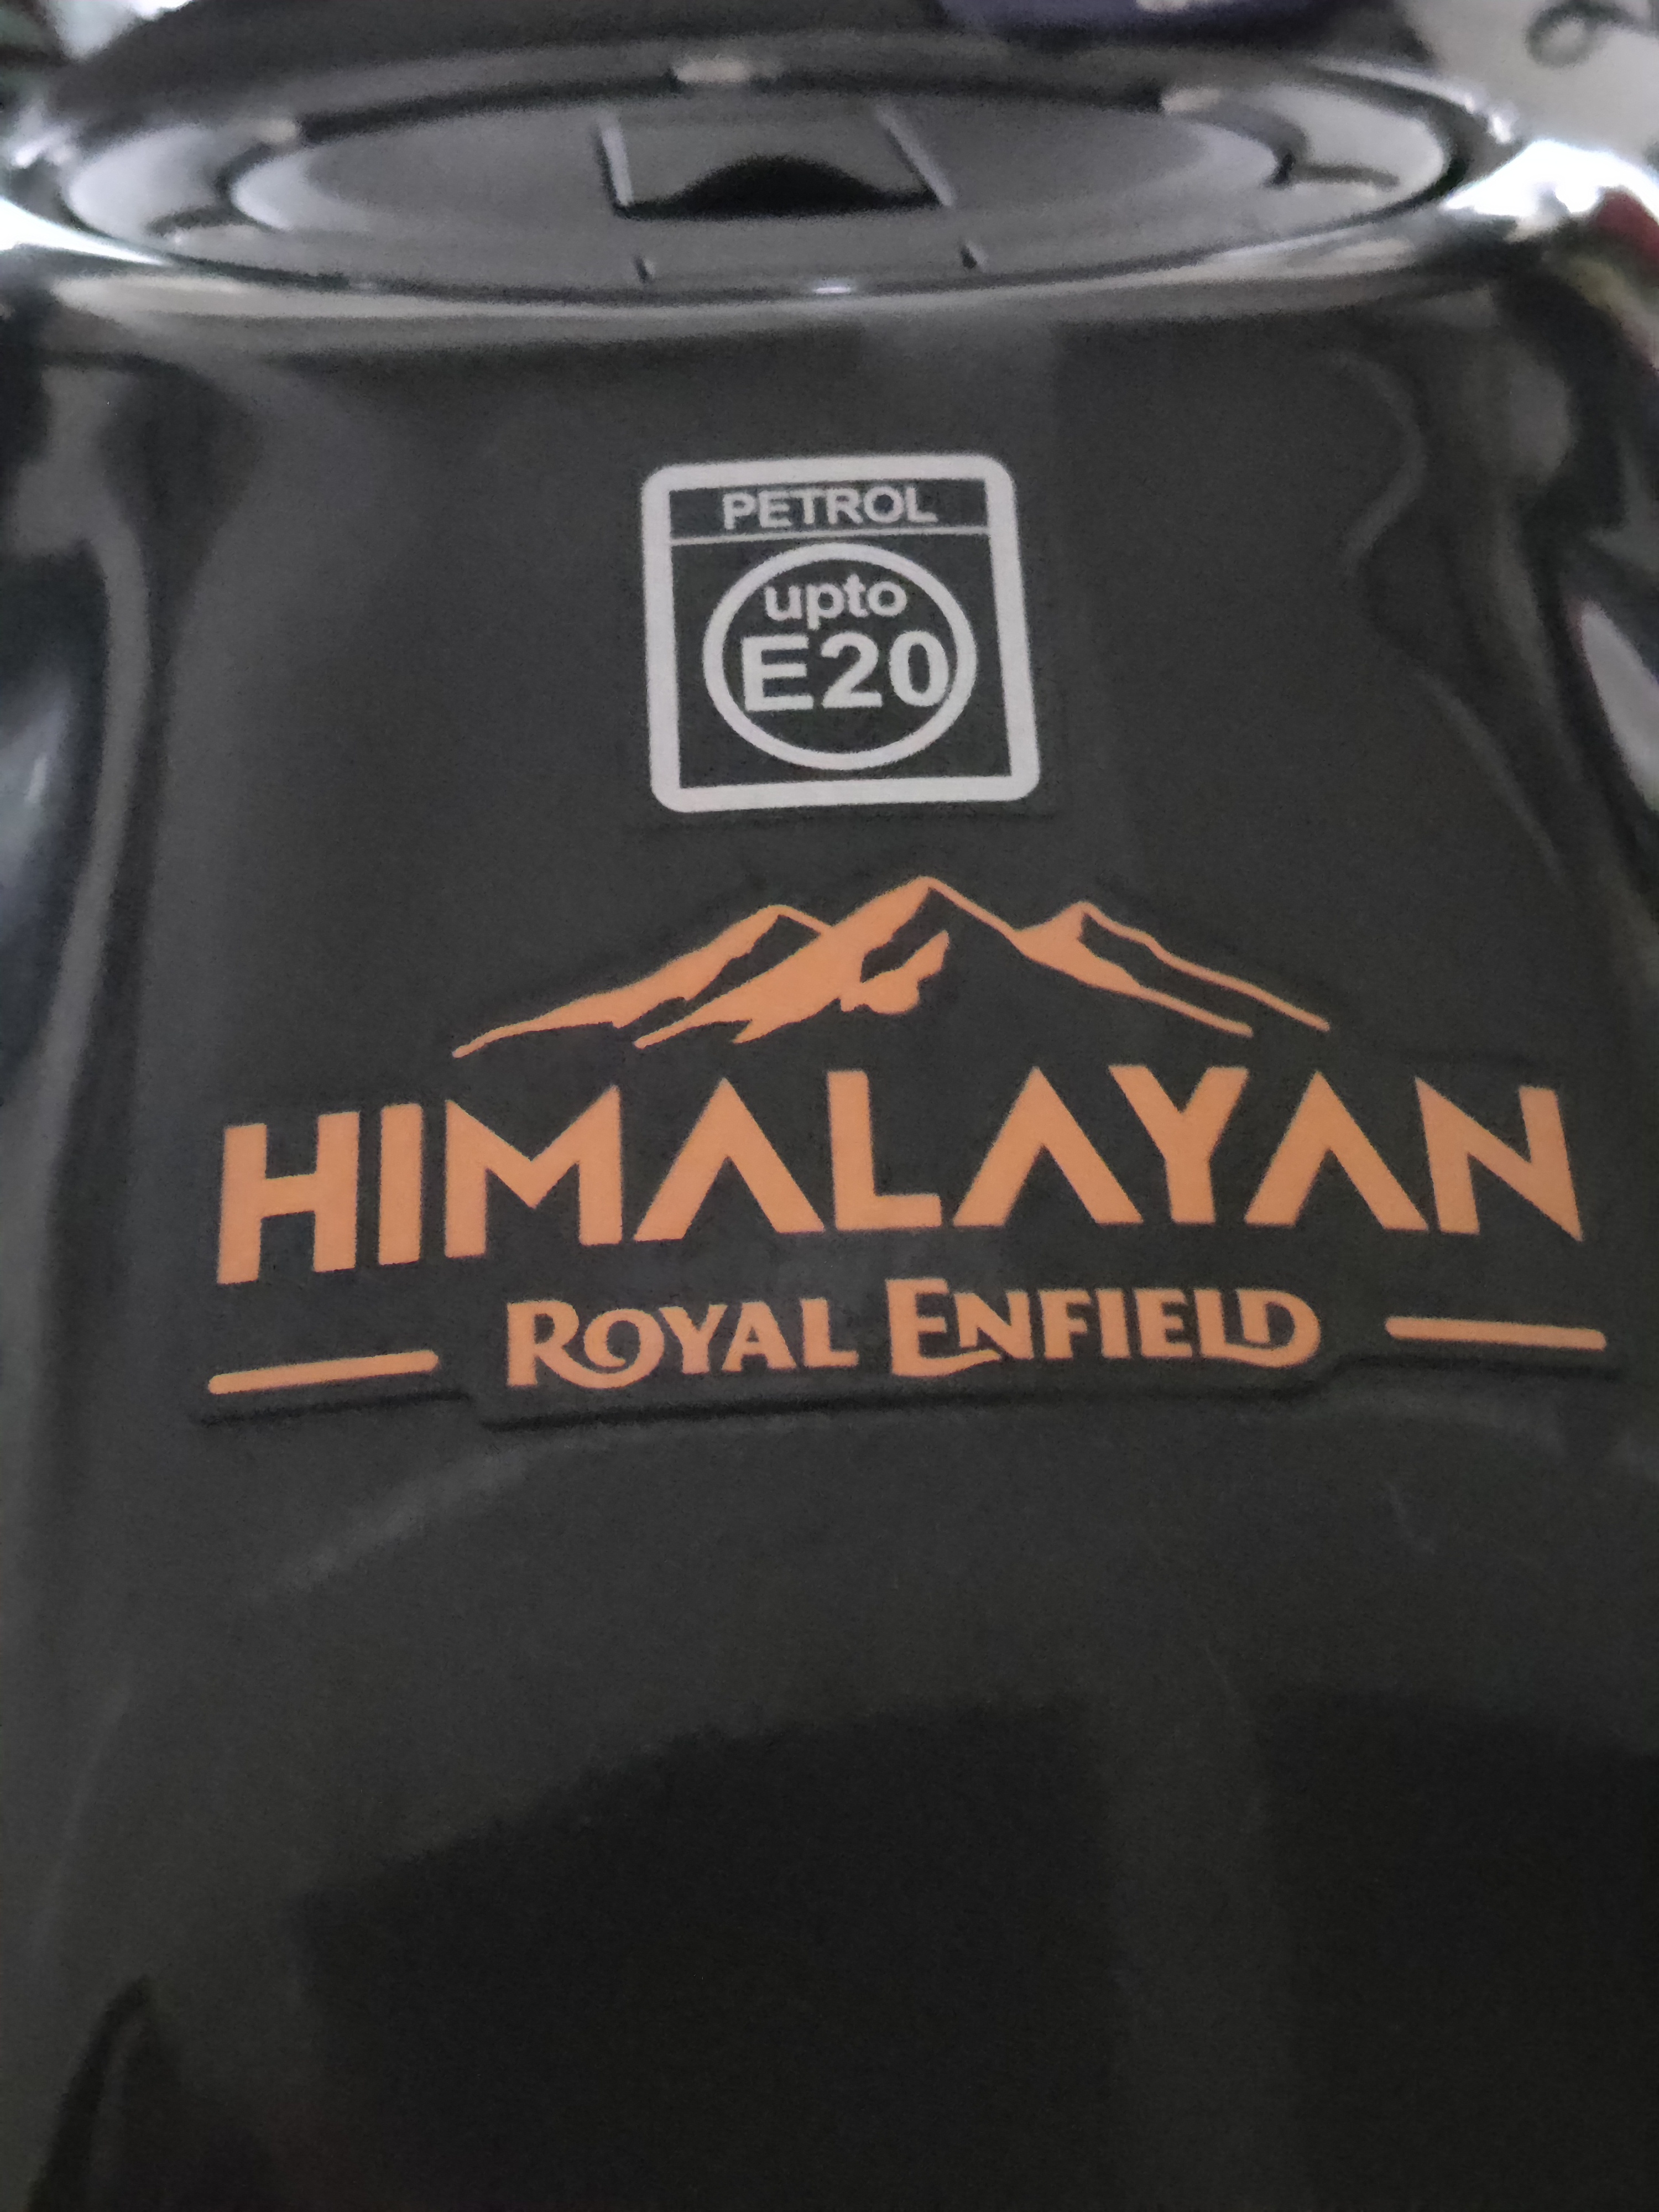 PETROL
upto
E20
HIMALAYAN
ROYAL ENFIELD